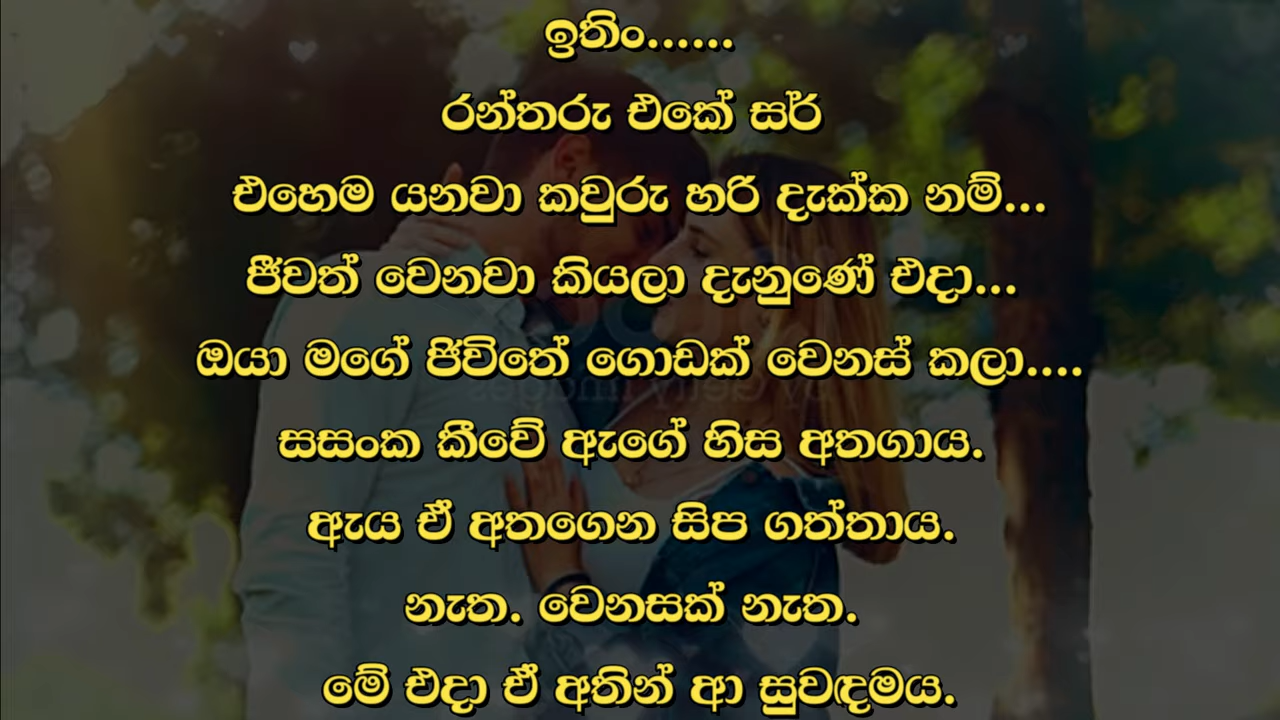 ඉතිං......
රන්තරු එකේ සර්
එහෙම යනවා කවුරු හරි දැක්ක නම්...
ජීවත් වෙනවා කියලා දැනුණේ එදා...
ඔයා මගේ ජිවිතේ ගොඩක් වෙනස් කලා....
සසංක කීවේ ඇගේ හිස අතගාය.
ඇය ඒ අතගෙන සිප ගත්තාය.
නැත. වෙනසක් නැත.
මේ එදා ඒ අතින් ආ සුවඳමය.